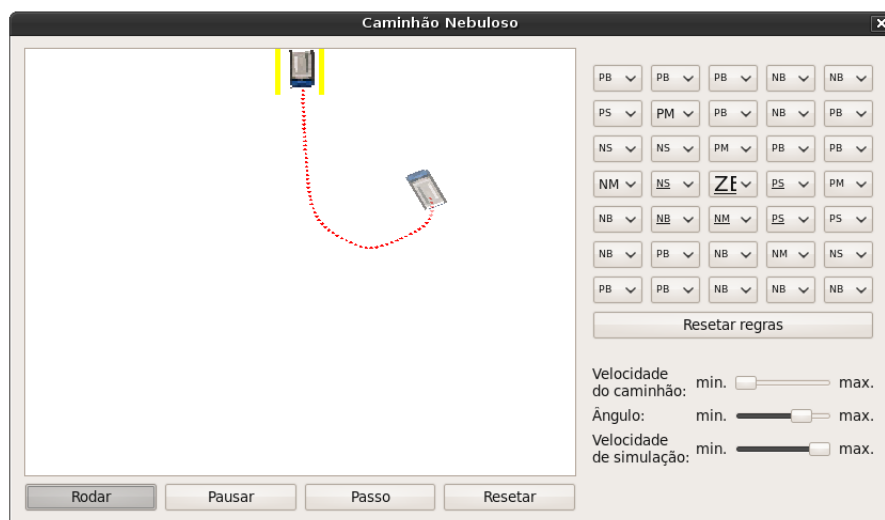 Caminhão Nebuloso
PB PB PB NB NB
PS PM PB NB PB
NS NS PM PB PB
NM NS ZE PS PM
NB NB NM PS PS
NB PB NB NM NS
PB PB NB NB NB
Resetar regras
Velocidade
do caminhão: min. max.
Ângulo: min. max.
Velocidade
de simulação: min. max.
Rodar Pausar Passo Resetar